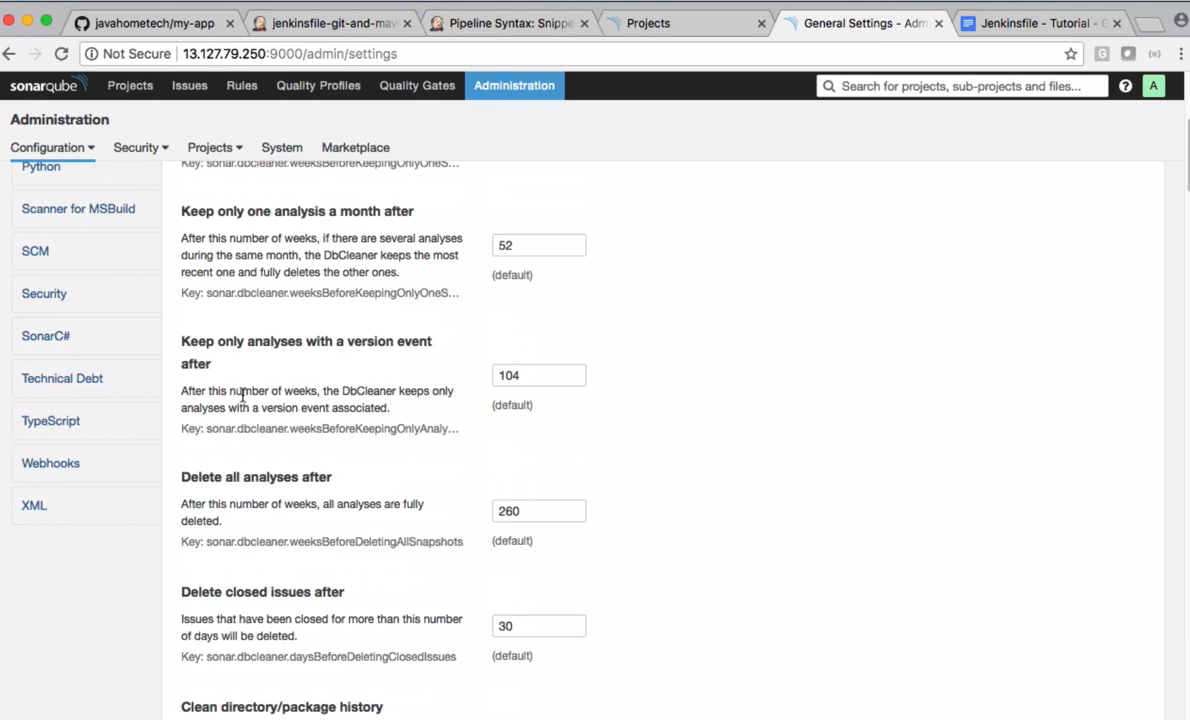 javahometech/my-app
jenkinsfile-git-and-mav
Pipeline Syntax: Snippe
Projects
General Settings - Adm
Jenkinsfile - Tutorial - G
Not Secure 13.127.79.250:9000/admin/settings
sonarqube Projects Issues Rules Quality Profiles Quality Gates Administration Search for projects, sub-projects and files... ? A
Administration
Configuration Security Projects System Marketplace
Python
Scanner for MSBuild
SCM
Security
SonarC#
Technical Debt
TypeScript
Webhooks
XML
Key: sonar.dbcleaner.weeksBeforeKeepingOnlyOneS...
Keep only one analysis a month after
After this number of weeks, if there are several analyses
during the same month, the DbCleaner keeps the most
recent one and fully deletes the other ones.
Key: sonar.dbcleaner.weeksBeforeKeepingOnlyOneS...
52
(default)
Keep only analyses with a version event
after
After this number of weeks, the DbCleaner keeps only
analyses with a version event associated.
Key: sonar.dbcleaner.weeksBeforeKeepingOnlyAnaly...
104
(default)
Delete all analyses after
After this number of weeks, all analyses are fully
deleted.
Key: sonar.dbcleaner.weeksBeforeDeletingAllSnapshots
260
(default)
Delete closed issues after
Issues that have been closed for more than this number
of days will be deleted.
Key: sonar.dbcleaner.daysBeforeDeletingClosedIssues
30
(default)
Clean directory/package history